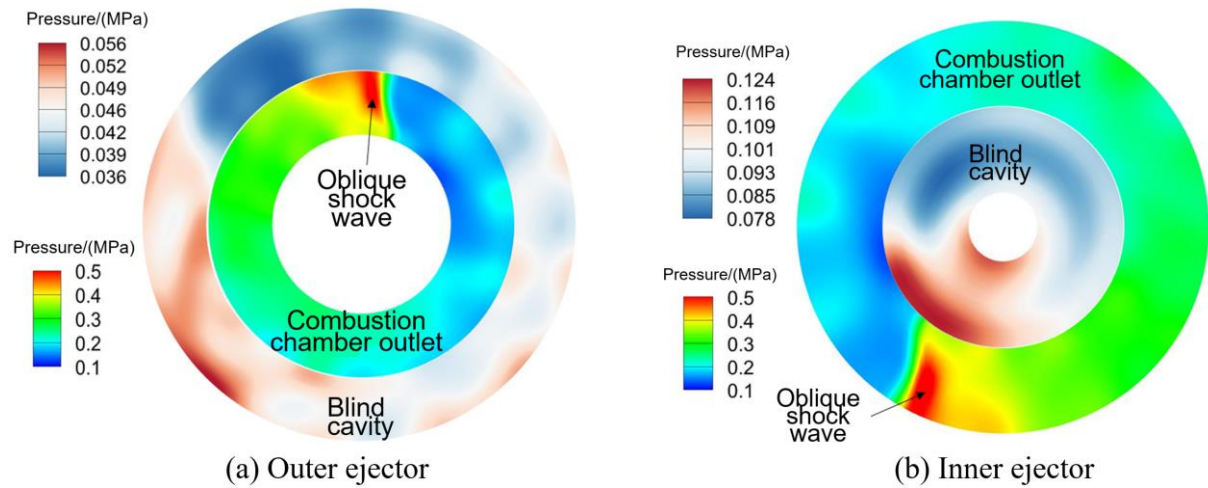 Pressure/(MPa)
0.056
0.052
0.049
0.046
0.042
0.039
0.036
Pressure/(MPa)
0.5
0.4
0.3
0.2
0.1
Oblique
shock
wave
Combustion
chamber outlet
Blind
cavity
(a) Outer ejector
Pressure/(MPa)
0.124
0.116
0.109
0.101
0.093
0.085
0.078
Pressure/(MPa)
0.5
0.4
0.3
0.2
0.1
Combustion
chamber outlet
Blind
cavity
Oblique
shock
wave
(b) Inner ejector